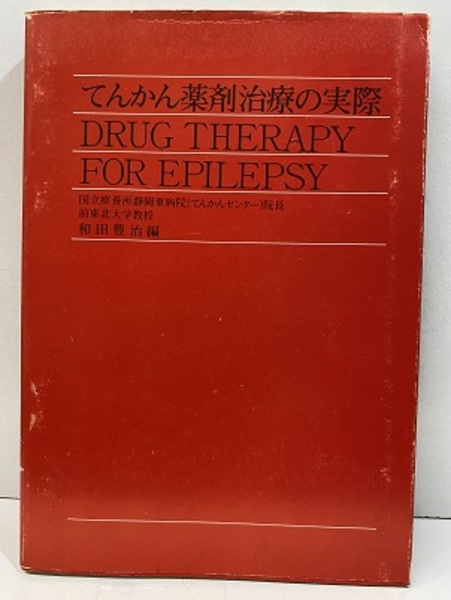 てんかん薬剤治療の実際
DRUG THERAPY
FOR EPILEPSY
国立療養所静岡東病院(てんかんセンター)院長
前東北大学教授
和田豊治編